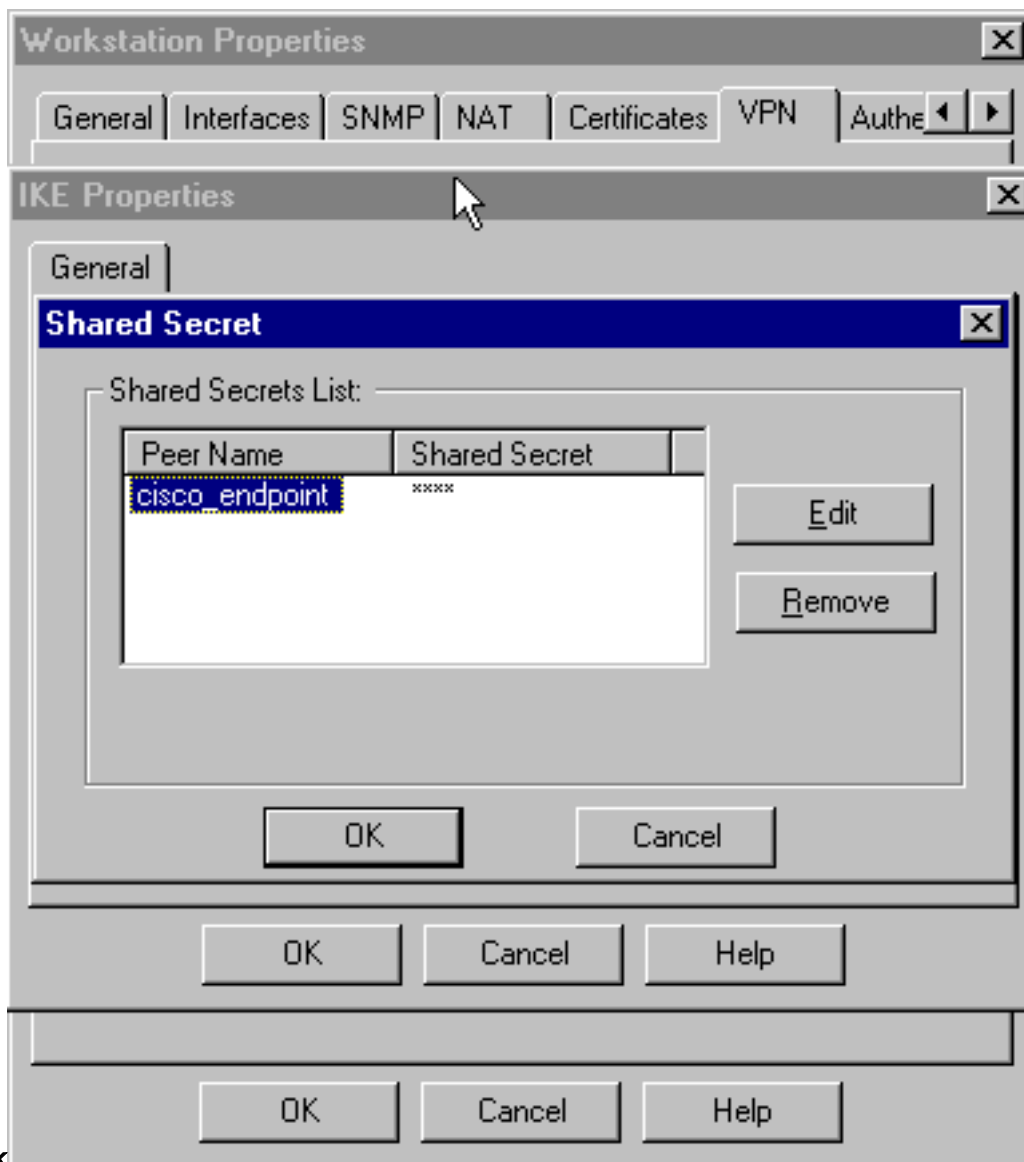 Workstation Properties
General Interfaces SNMP NAT Certificates VPN
IKE Properties
General
Shared Secret
Shared Secrets List:
Peer Name Shared Secret
cisco_endpoint ****
Edit
Remove
OK Cancel
OK Cancel Help
OK Cancel Help